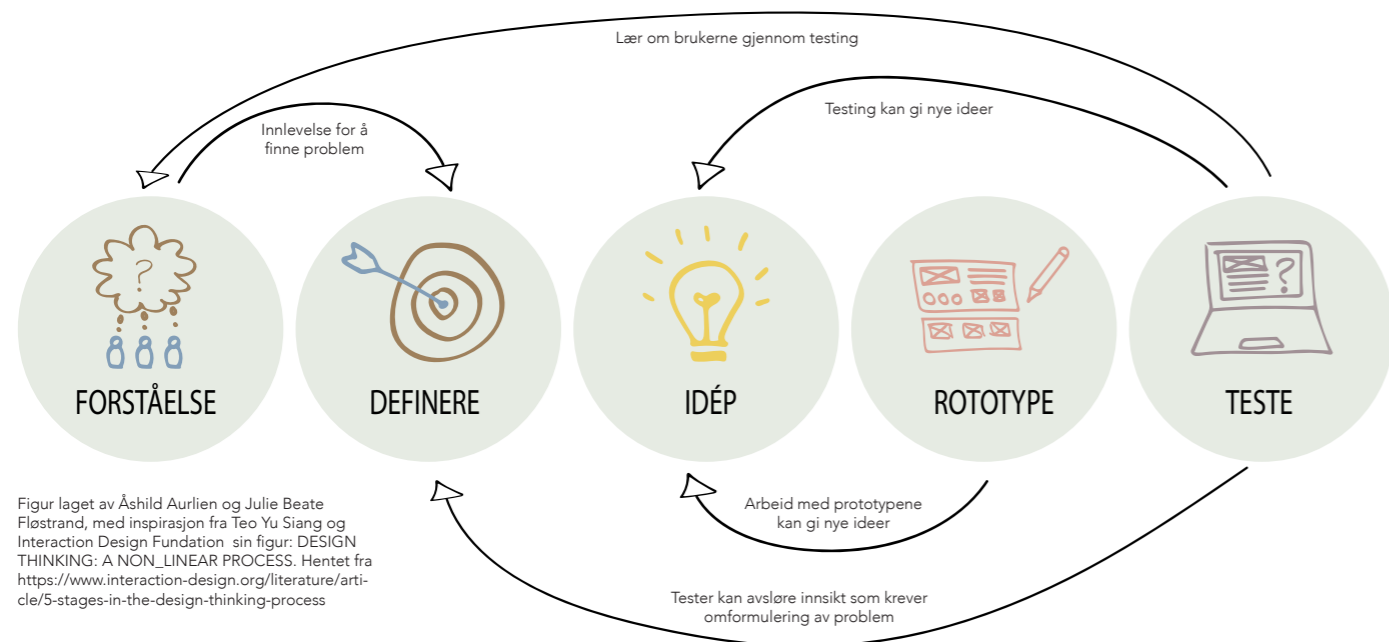 Lær om brukerne gjennom testing
Testing kan gi nye ideer
Innlevelse for å
finne problem
?
?
FORSTÅELSE
DEFINERE
IDÉP
ROTOTYPE
TESTE
Arbeid med prototypene
kan gi nye ideer
Tester kan avsløre innsikt som krever
omformulering av problem
Figur laget av Åshild Aurlien og Julie Beate
Fløstrand, med inspirasjon fra Teo Yu Siang og
Interaction Design Fundation sin figur: DESIGN
THINKING: A NON_LINEAR PROCESS. Hentet fra
https://www.interaction-design.org/literature/arti-
cle/5-stages-in-the-design-thinking-process